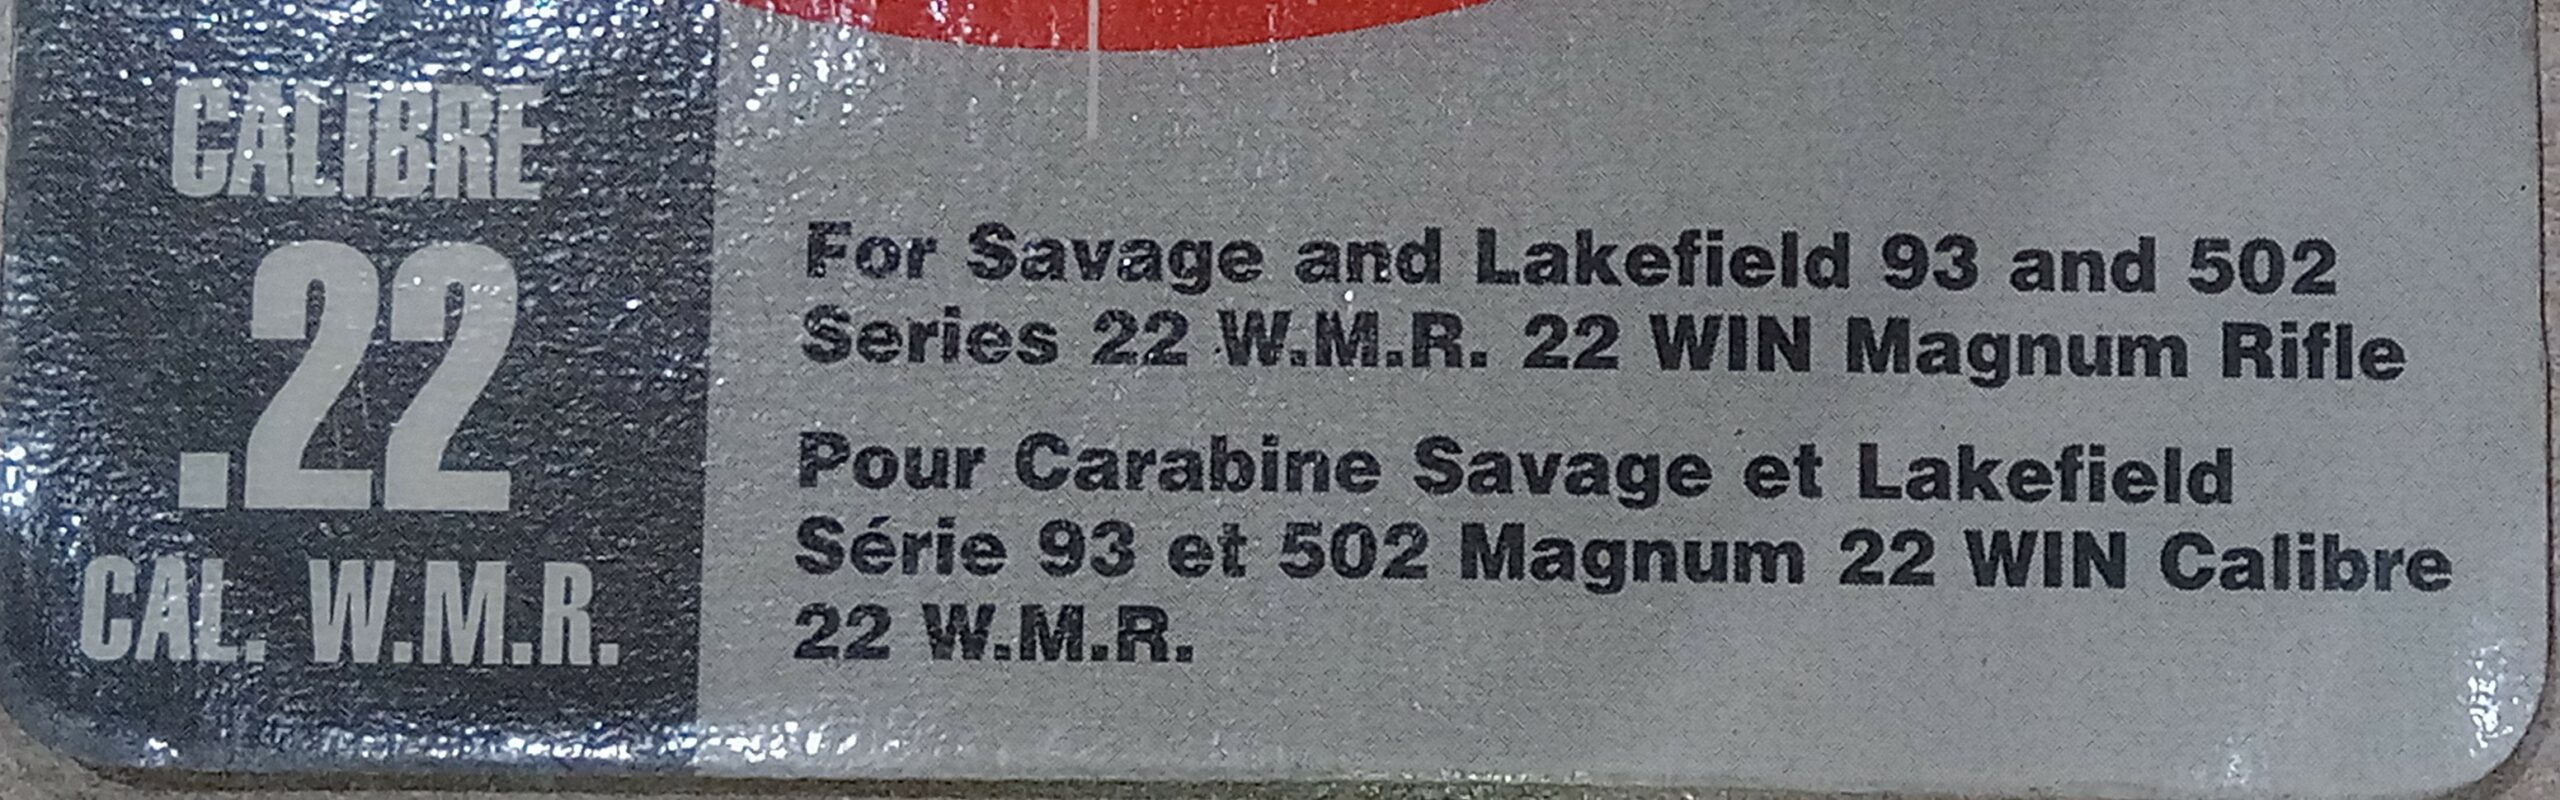 CALIBRE
.22
CAL. W.M.R.
For Savage and Lakefield 93 and 502
Series 22 W.M.R. 22 WIN Magnum Rifle
Pour Carabine Savage et Lakefield
Série 93 et 502 Magnum 22 WIN Calibre
22 W.M.R.